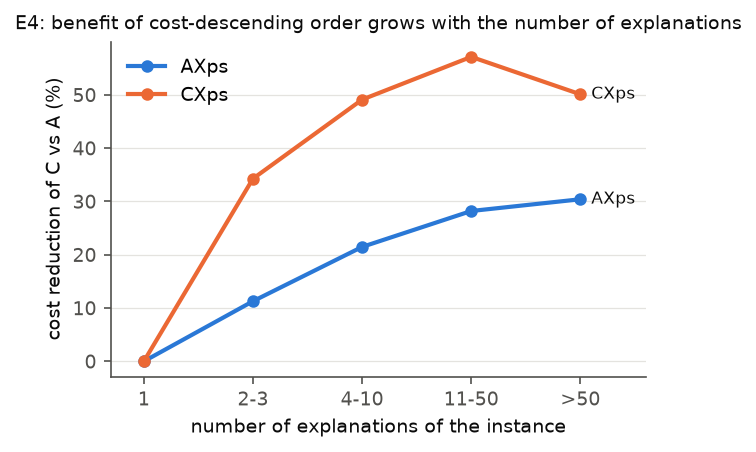 E4: benefit of cost-descending order grows with the number of explanations
AXps
CXps
cost reduction of C vs A (%)
50
40
30
20
10
0
CXps
AXps
1 2-3 4-10 11-50 >50
number of explanations of the instance